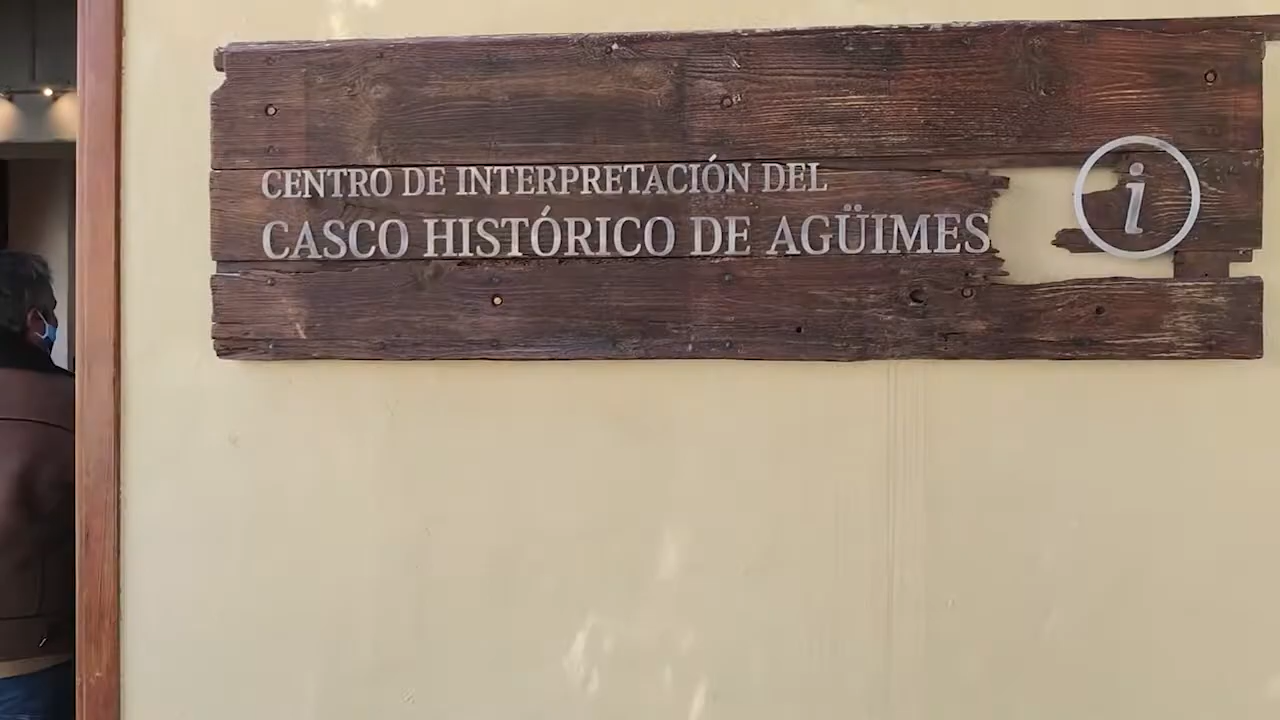 CENTRO DE INTERPRETACIÓN DEL
CASCO HISTÓRICO DE AGÜIMES
i